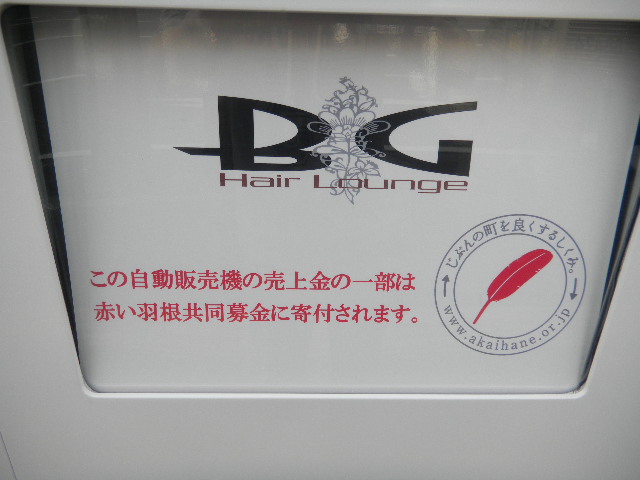 BG
Hair Lounge
じぶんの町を良くするしくみ。
この自動販売機の売上金の一部は
赤い羽根共同募金に寄付されます。
www.akaihane.or.jp